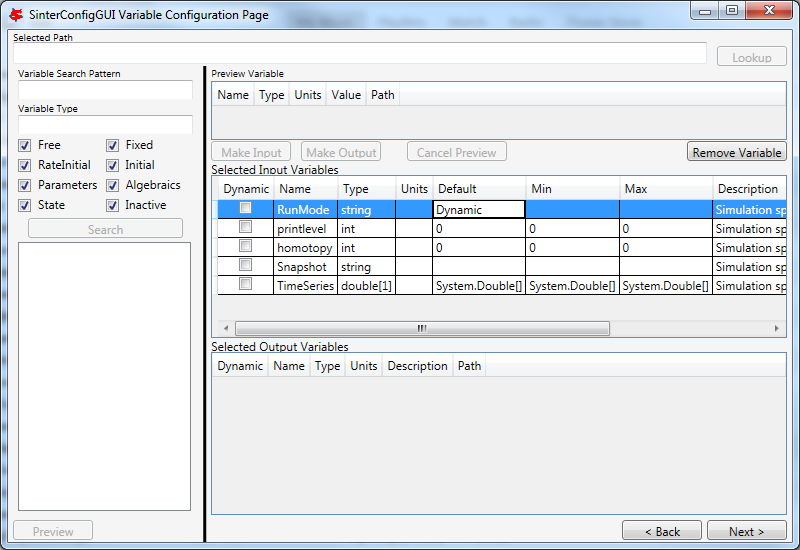 SinterConfigGUI Variable Configuration Page
Selected Path
Lookup
Variable Search Pattern
Variable Type
Free Fixed
RateInitial Initial
Parameters Algebraics
State Inactive
Search
Preview
Preview Variable
Name Type Units Value Path
Make Input Make Output Cancel Preview Remove Variable
Selected Input Variables
Dynamic Name Type Units Default Min Max Description
RunMode string Dynamic Simulation sp
printlevel int 0 0 0 Simulation sp
homotopy int 0 0 0 Simulation sp
Snapshot string Simulation sp
TimeSeries double[1] System.Double[] System.Double[] System.Double[] Simulation sp
Selected Output Variables
Dynamic Name Type Units Description Path
< Back Next >